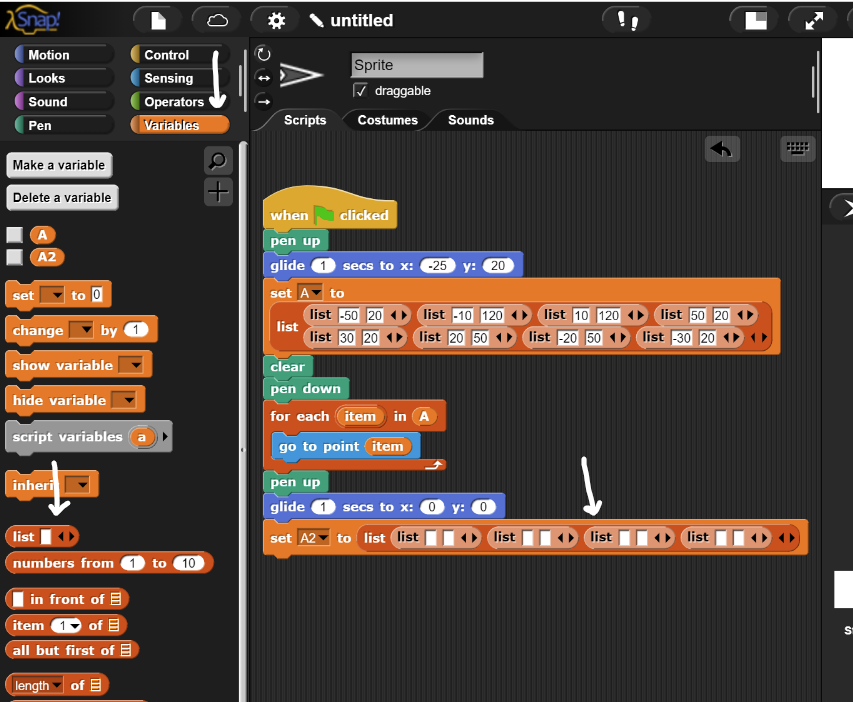 Snap!
untitled
Motion Control
Looks Sensing
Sound Operators
Pen Variables
Make a variable
Delete a variable
A
A2
set to 0
change by 1
show variable
hide variable
script variables a
inheri
list
numbers from 1 to 10
in front of
item 1 of
all but first of
length of
Sprite
draggable
Scripts Costumes Sounds
when clicked
pen up
glide 1 secs to x: -25 y: 20
set A to
list list -50 20 list -10 120 list 10 120 list 50 20
list 30 20 list 20 50 list -20 50 list -30 20
clear
pen down
for each item in A
go to point item
pen up
glide 1 secs to x: 0 y: 0
set A2 to list list list list list